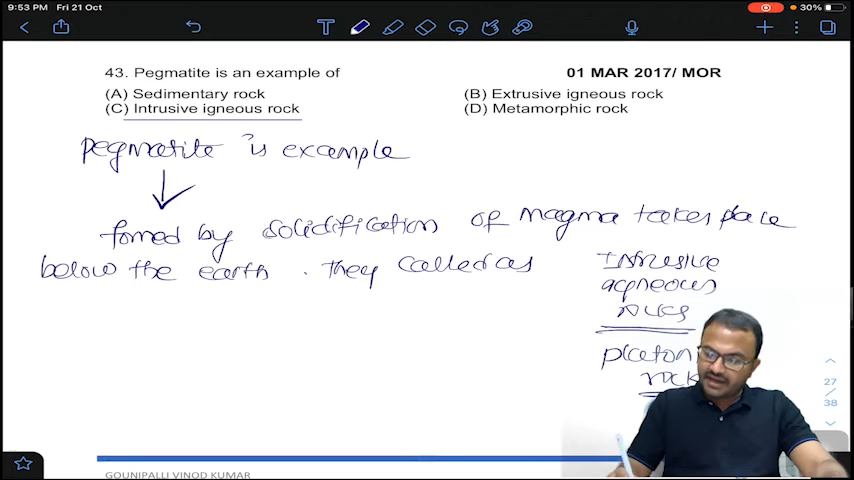 9:53 PM Fri 21 Oct
30%
43. Pegmatite is an example of 01 MAR 2017/ MOR
(A) Sedimentary rock (B) Extrusive igneous rock
(C) Intrusive igneous rock (D) Metamorphic rock
pegmatite is example
formed by solidification of magma takes place
below the earth. They called as Intrusive
agneous
rocks
platon
rock
27
38
GOUNIPALLI VINOD KUMAR